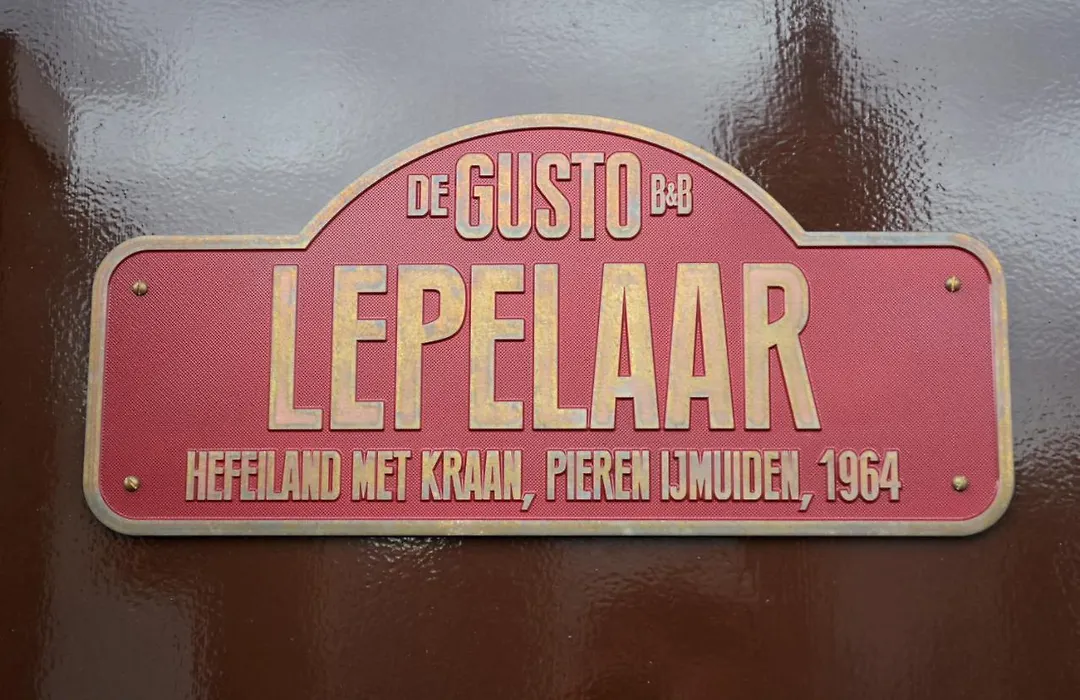 DE GUSTO B&B
LEPELAAR
HEFEILAND MET KRAAN, PIEREN IJMUIDEN, 1964